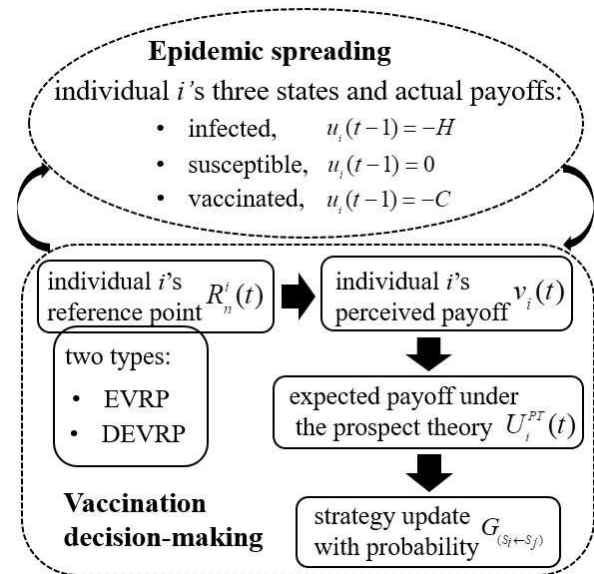 Epidemic spreading
individual i's three states and actual payoffs:
• infected, u_i(t−1) = −H
• susceptible, u_i(t−1) = 0
• vaccinated, u_i(t−1) = −C
individual i's
reference point R_n^i(t)
individual i's
perceived payoff v_i(t)
two types:
• EVRP
• DEVRP
expected payoff under
the prospect theory U_i^{PT}(t)
strategy update
with probability G_{(s_i←s_j)}
Vaccination
decision-making